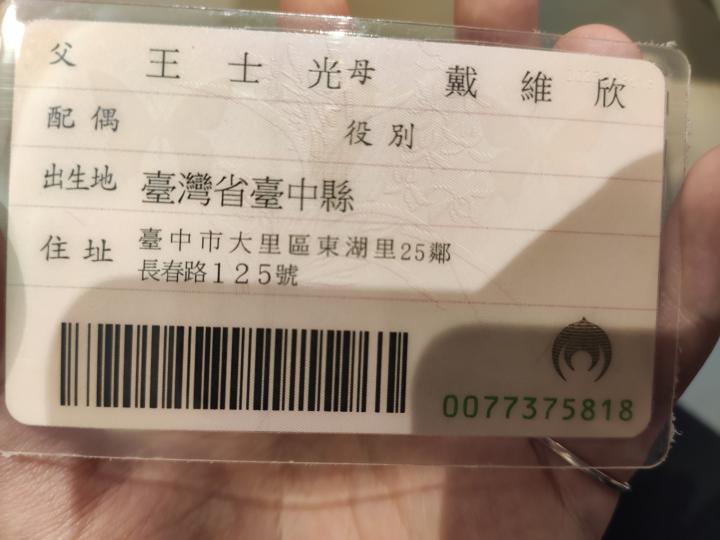 父 王士光 母 戴維欣
配偶 役別
出生地 臺灣省臺中縣
住址 臺中市大里區東湖里25鄰
長春路125號
0077375818